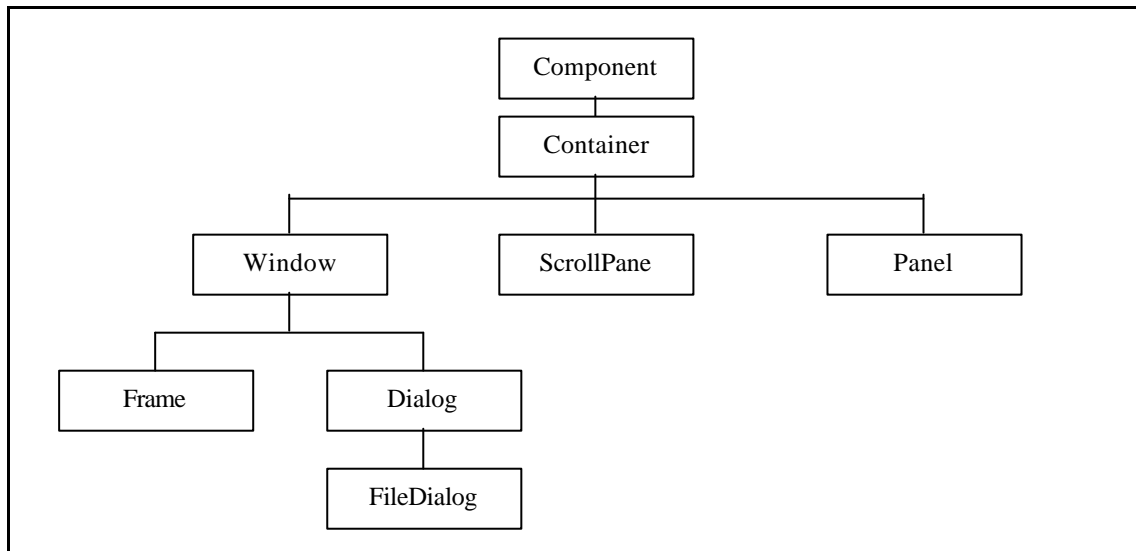 Component
Container
Window
ScrollPane
Panel
Frame
Dialog
FileDialog